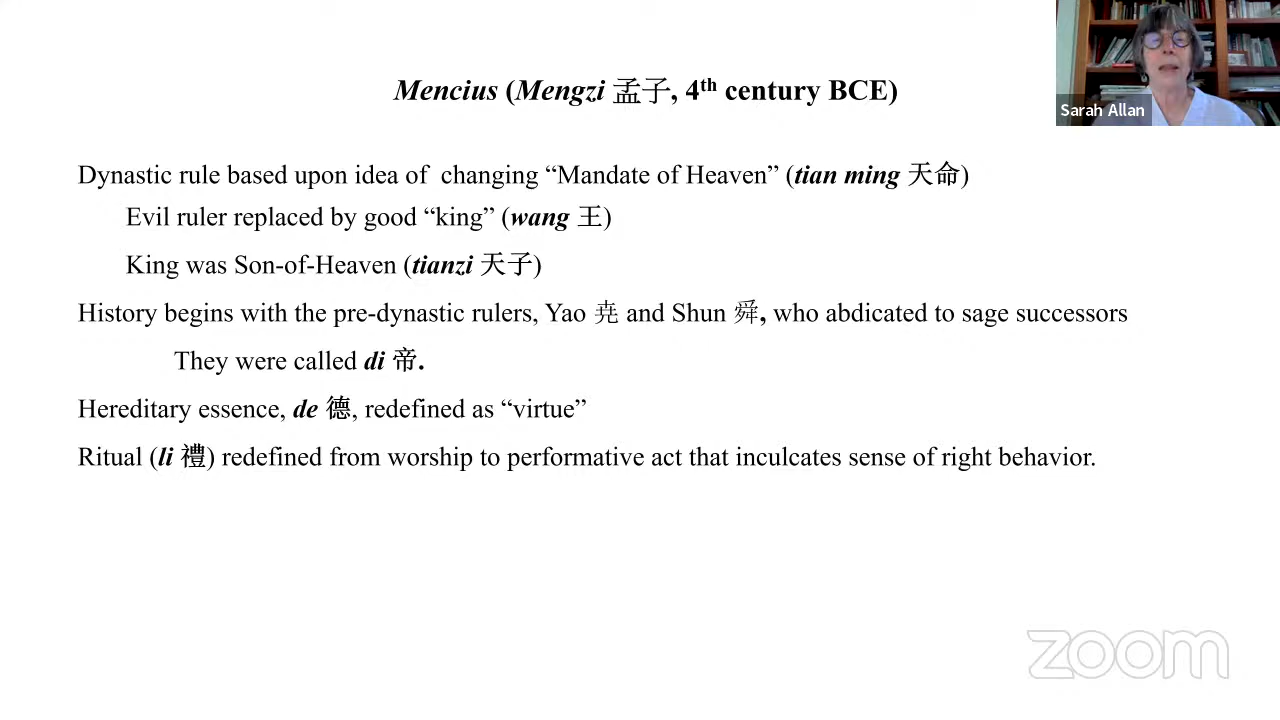 Mencius (Mengzi 孟子, 4th century BCE)
Sarah Allan
Dynastic rule based upon idea of changing “Mandate of Heaven” (tian ming 天命)
Evil ruler replaced by good “king” (wang 王)
King was Son-of-Heaven (tianzi 天子)
History begins with the pre-dynastic rulers, Yao 堯 and Shun 舜, who abdicated to sage successors
They were called di 帝.
Hereditary essence, de 德, redefined as “virtue”
Ritual (li 禮) redefined from worship to performative act that inculcates sense of right behavior.
zoom